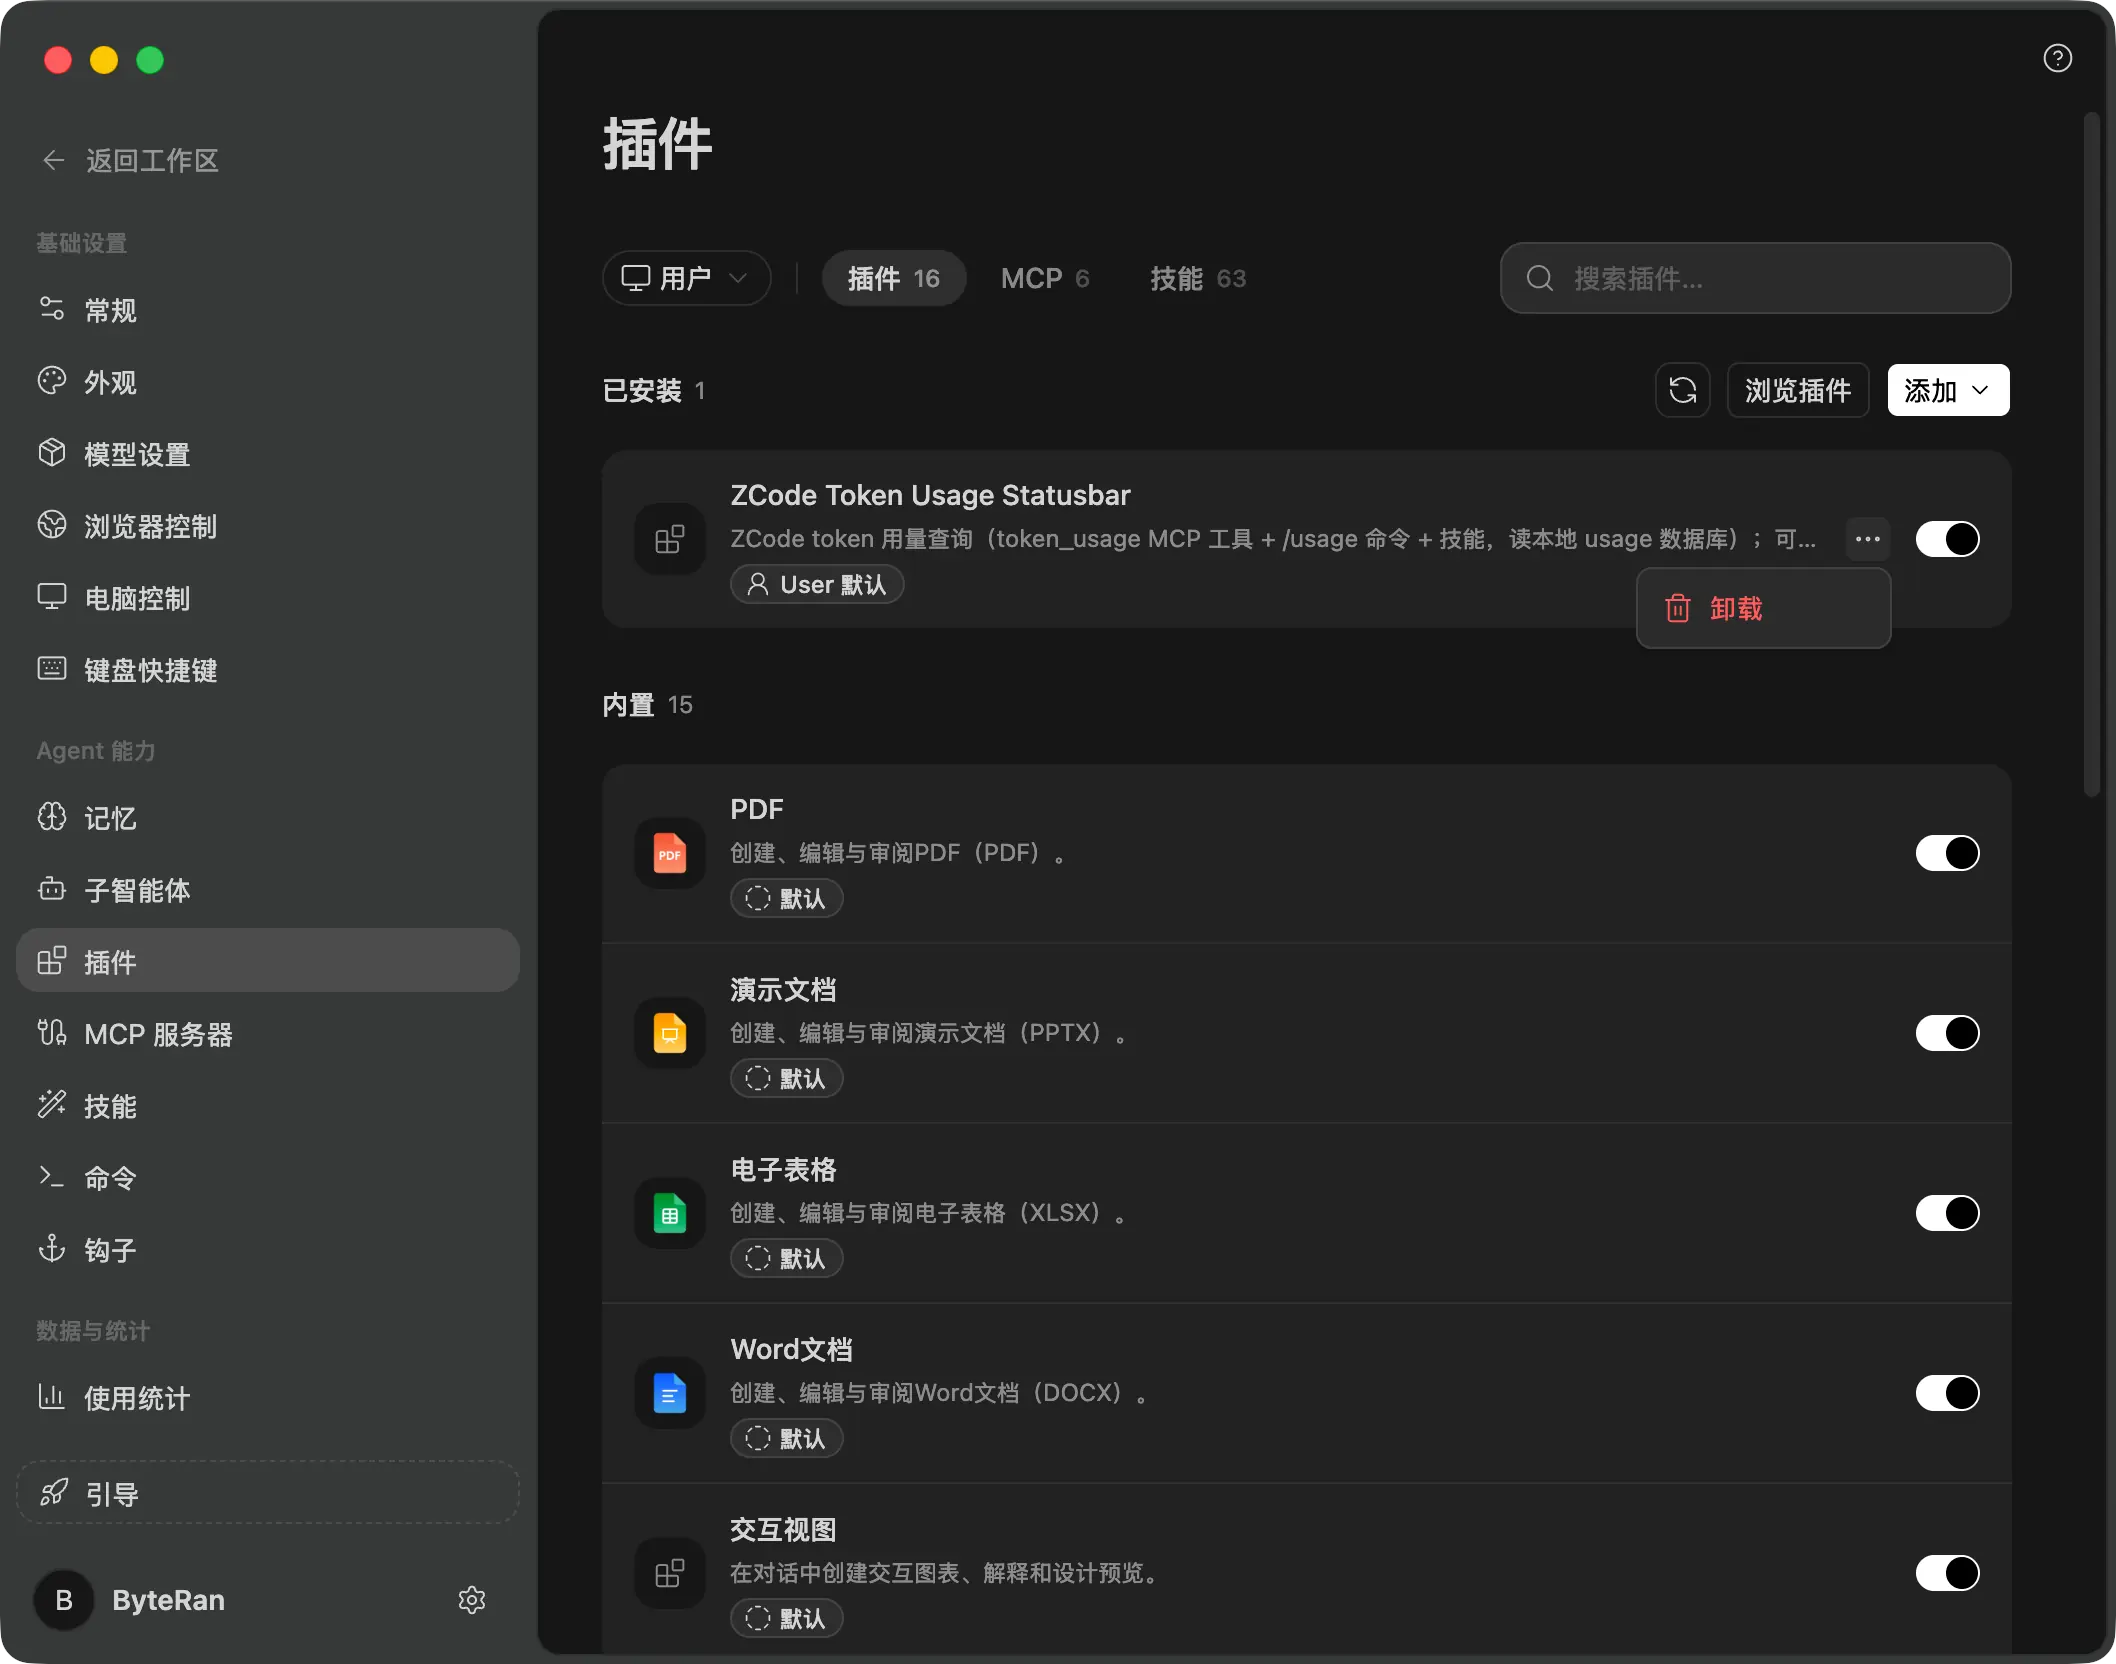 返回工作区
基础设置
常规
外观
模型设置
浏览器控制
电脑控制
键盘快捷键
Agent 能力
记忆
子智能体
插件
MCP 服务器
技能
命令
钩子
数据与统计
使用统计
引导
B ByteRan
插件
用户 插件 16 MCP 6 技能 63 搜索插件...
已安装 1 浏览插件 添加
ZCode Token Usage Statusbar
ZCode token 用量查询（token_usage MCP 工具 + /usage 命令 + 技能，读本地 usage 数据库）；可...
User 默认
卸载
内置 15
PDF
创建、编辑与审阅PDF（PDF）。
默认
演示文档
创建、编辑与审阅演示文档（PPTX）。
默认
电子表格
创建、编辑与审阅电子表格（XLSX）。
默认
Word文档
创建、编辑与审阅Word文档（DOCX）。
默认
交互视图
在对话中创建交互图表、解释和设计预览。
默认